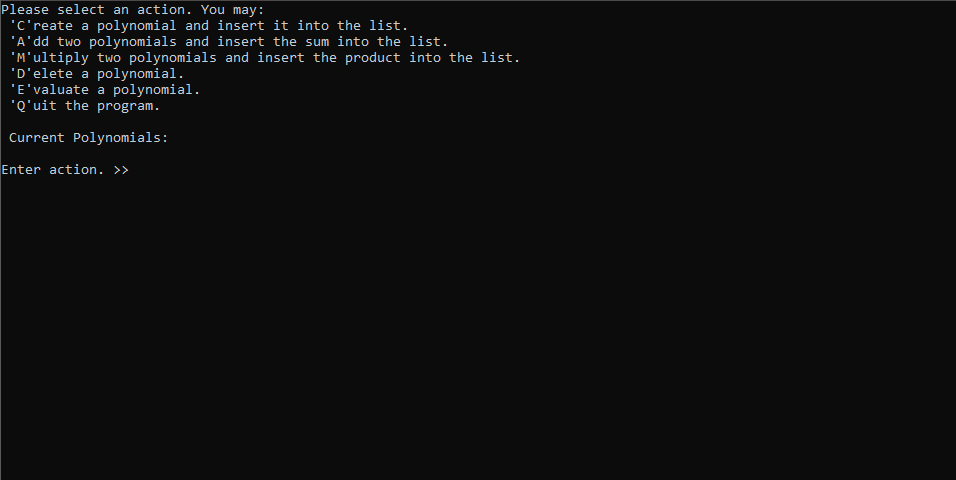 Please select an action. You may:
'C'reate a polynomial and insert it into the list.
'A'dd two polynomials and insert the sum into the list.
'M'ultiply two polynomials and insert the product into the list.
'D'elete a polynomial.
'E'valuate a polynomial.
'Q'uit the program.
Current Polynomials:
Enter action. >>